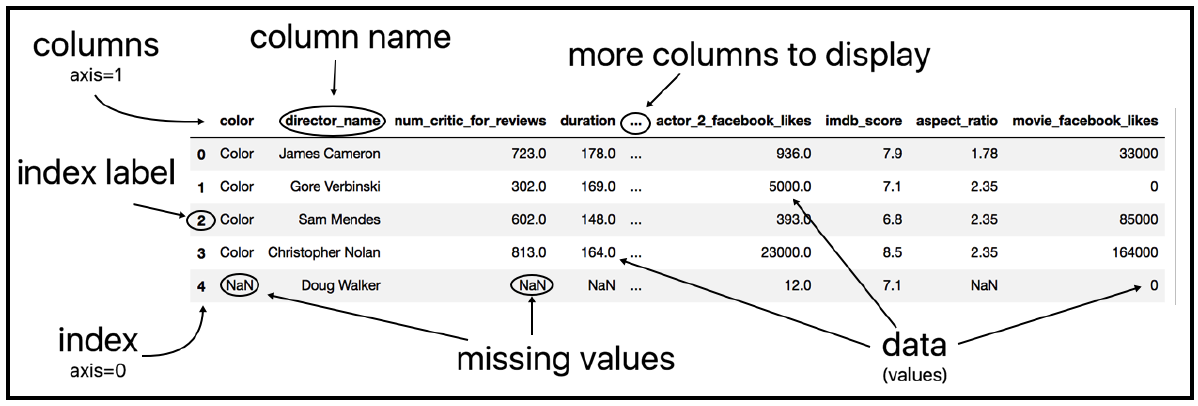 columns
axis=1
column name
more columns to display
color director_name num_critic_for_reviews duration ... actor_2_facebook_likes imdb_score aspect_ratio movie_facebook_likes
0 Color James Cameron 723.0 178.0 ... 936.0 7.9 1.78 33000
index label
1 Color Gore Verbinski 302.0 169.0 ... 5000.0 7.1 2.35 0
2 Color Sam Mendes 602.0 148.0 ... 393.0 6.8 2.35 85000
3 Color Christopher Nolan 813.0 164.0 ... 23000.0 8.5 2.35 164000
4 NaN Doug Walker NaN NaN ... 12.0 7.1 NaN 0
index
axis=0
missing values
data
(values)